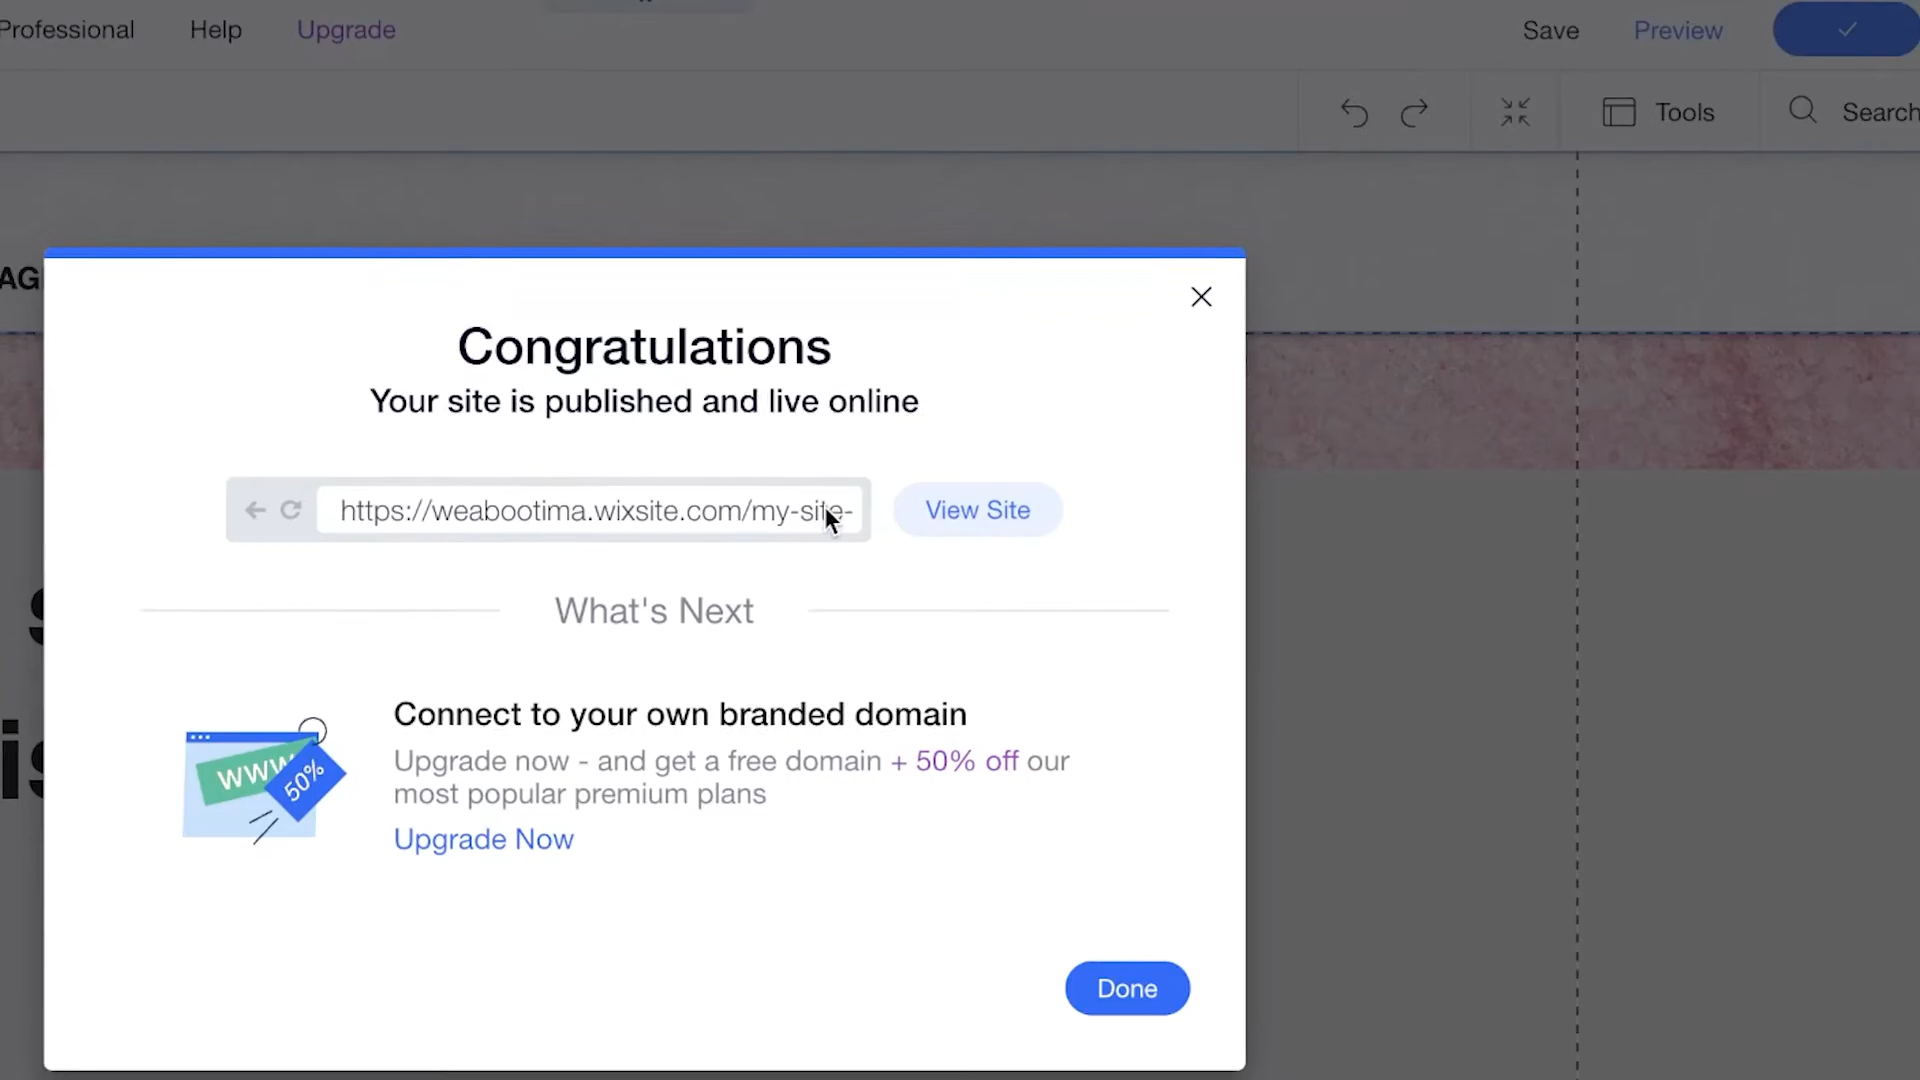 Professional Help Upgrade Save Preview
Tools Search
AG
Congratulations
Your site is published and live online
https://weabootima.wixsite.com/my-site-
View Site
What's Next
Connect to your own branded domain
Upgrade now - and get a free domain + 50% off our
most popular premium plans
Upgrade Now
WWW
50%
Done